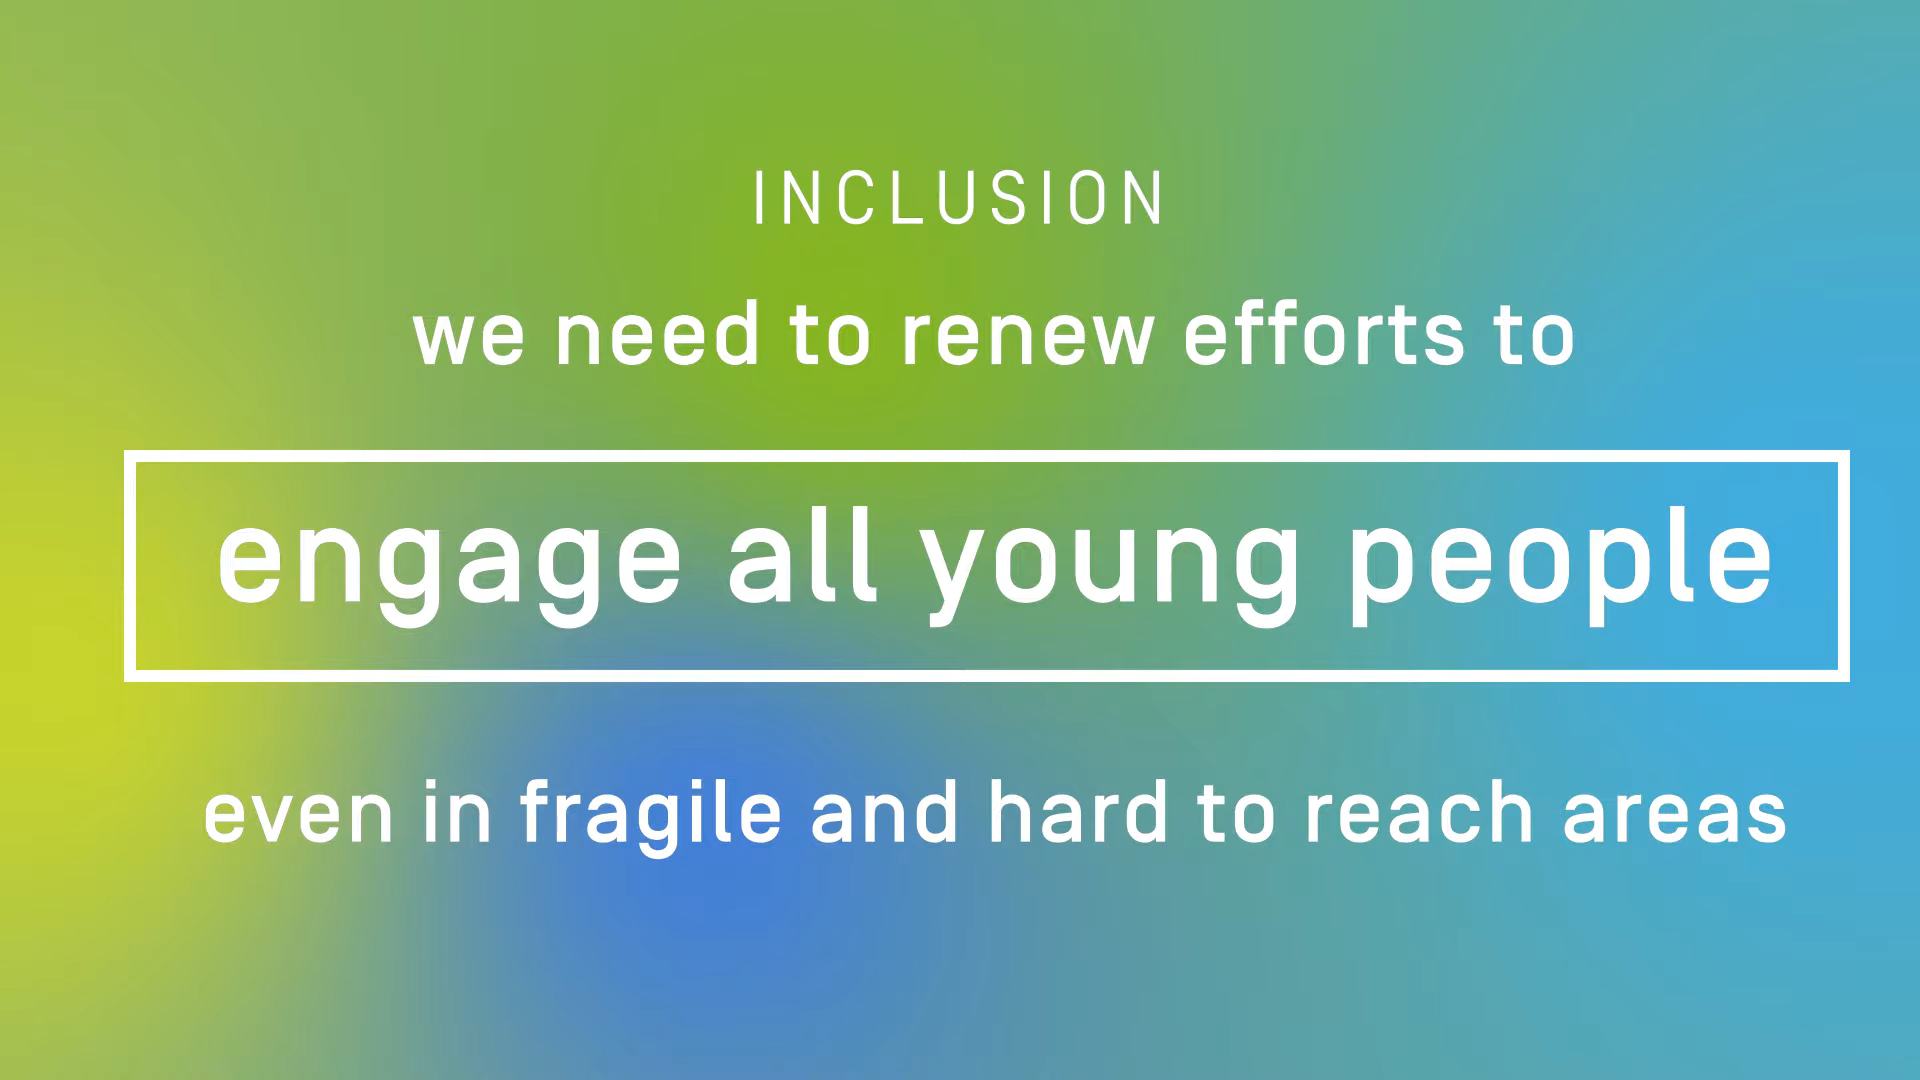 INCLUSION
we need to renew efforts to
engage all young people
even in fragile and hard to reach areas